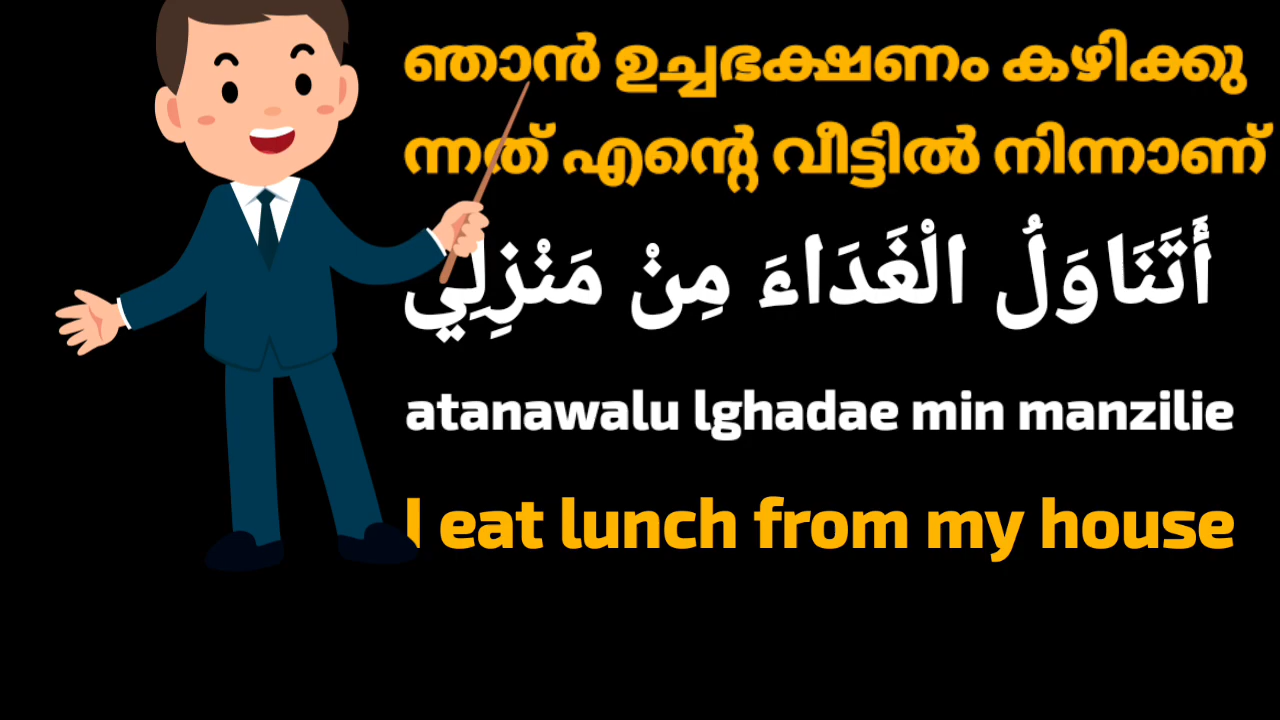 ഞാൻ ഉച്ചഭക്ഷണം കഴിക്കു
ന്നത് എന്റെ വീട്ടിൽ നിന്നാണ്
أَتَنَاوَلُ الْغَدَاءَ مِنْ مَنْزِلِي
atanawalu lghadae min manzilie
I eat lunch from my house